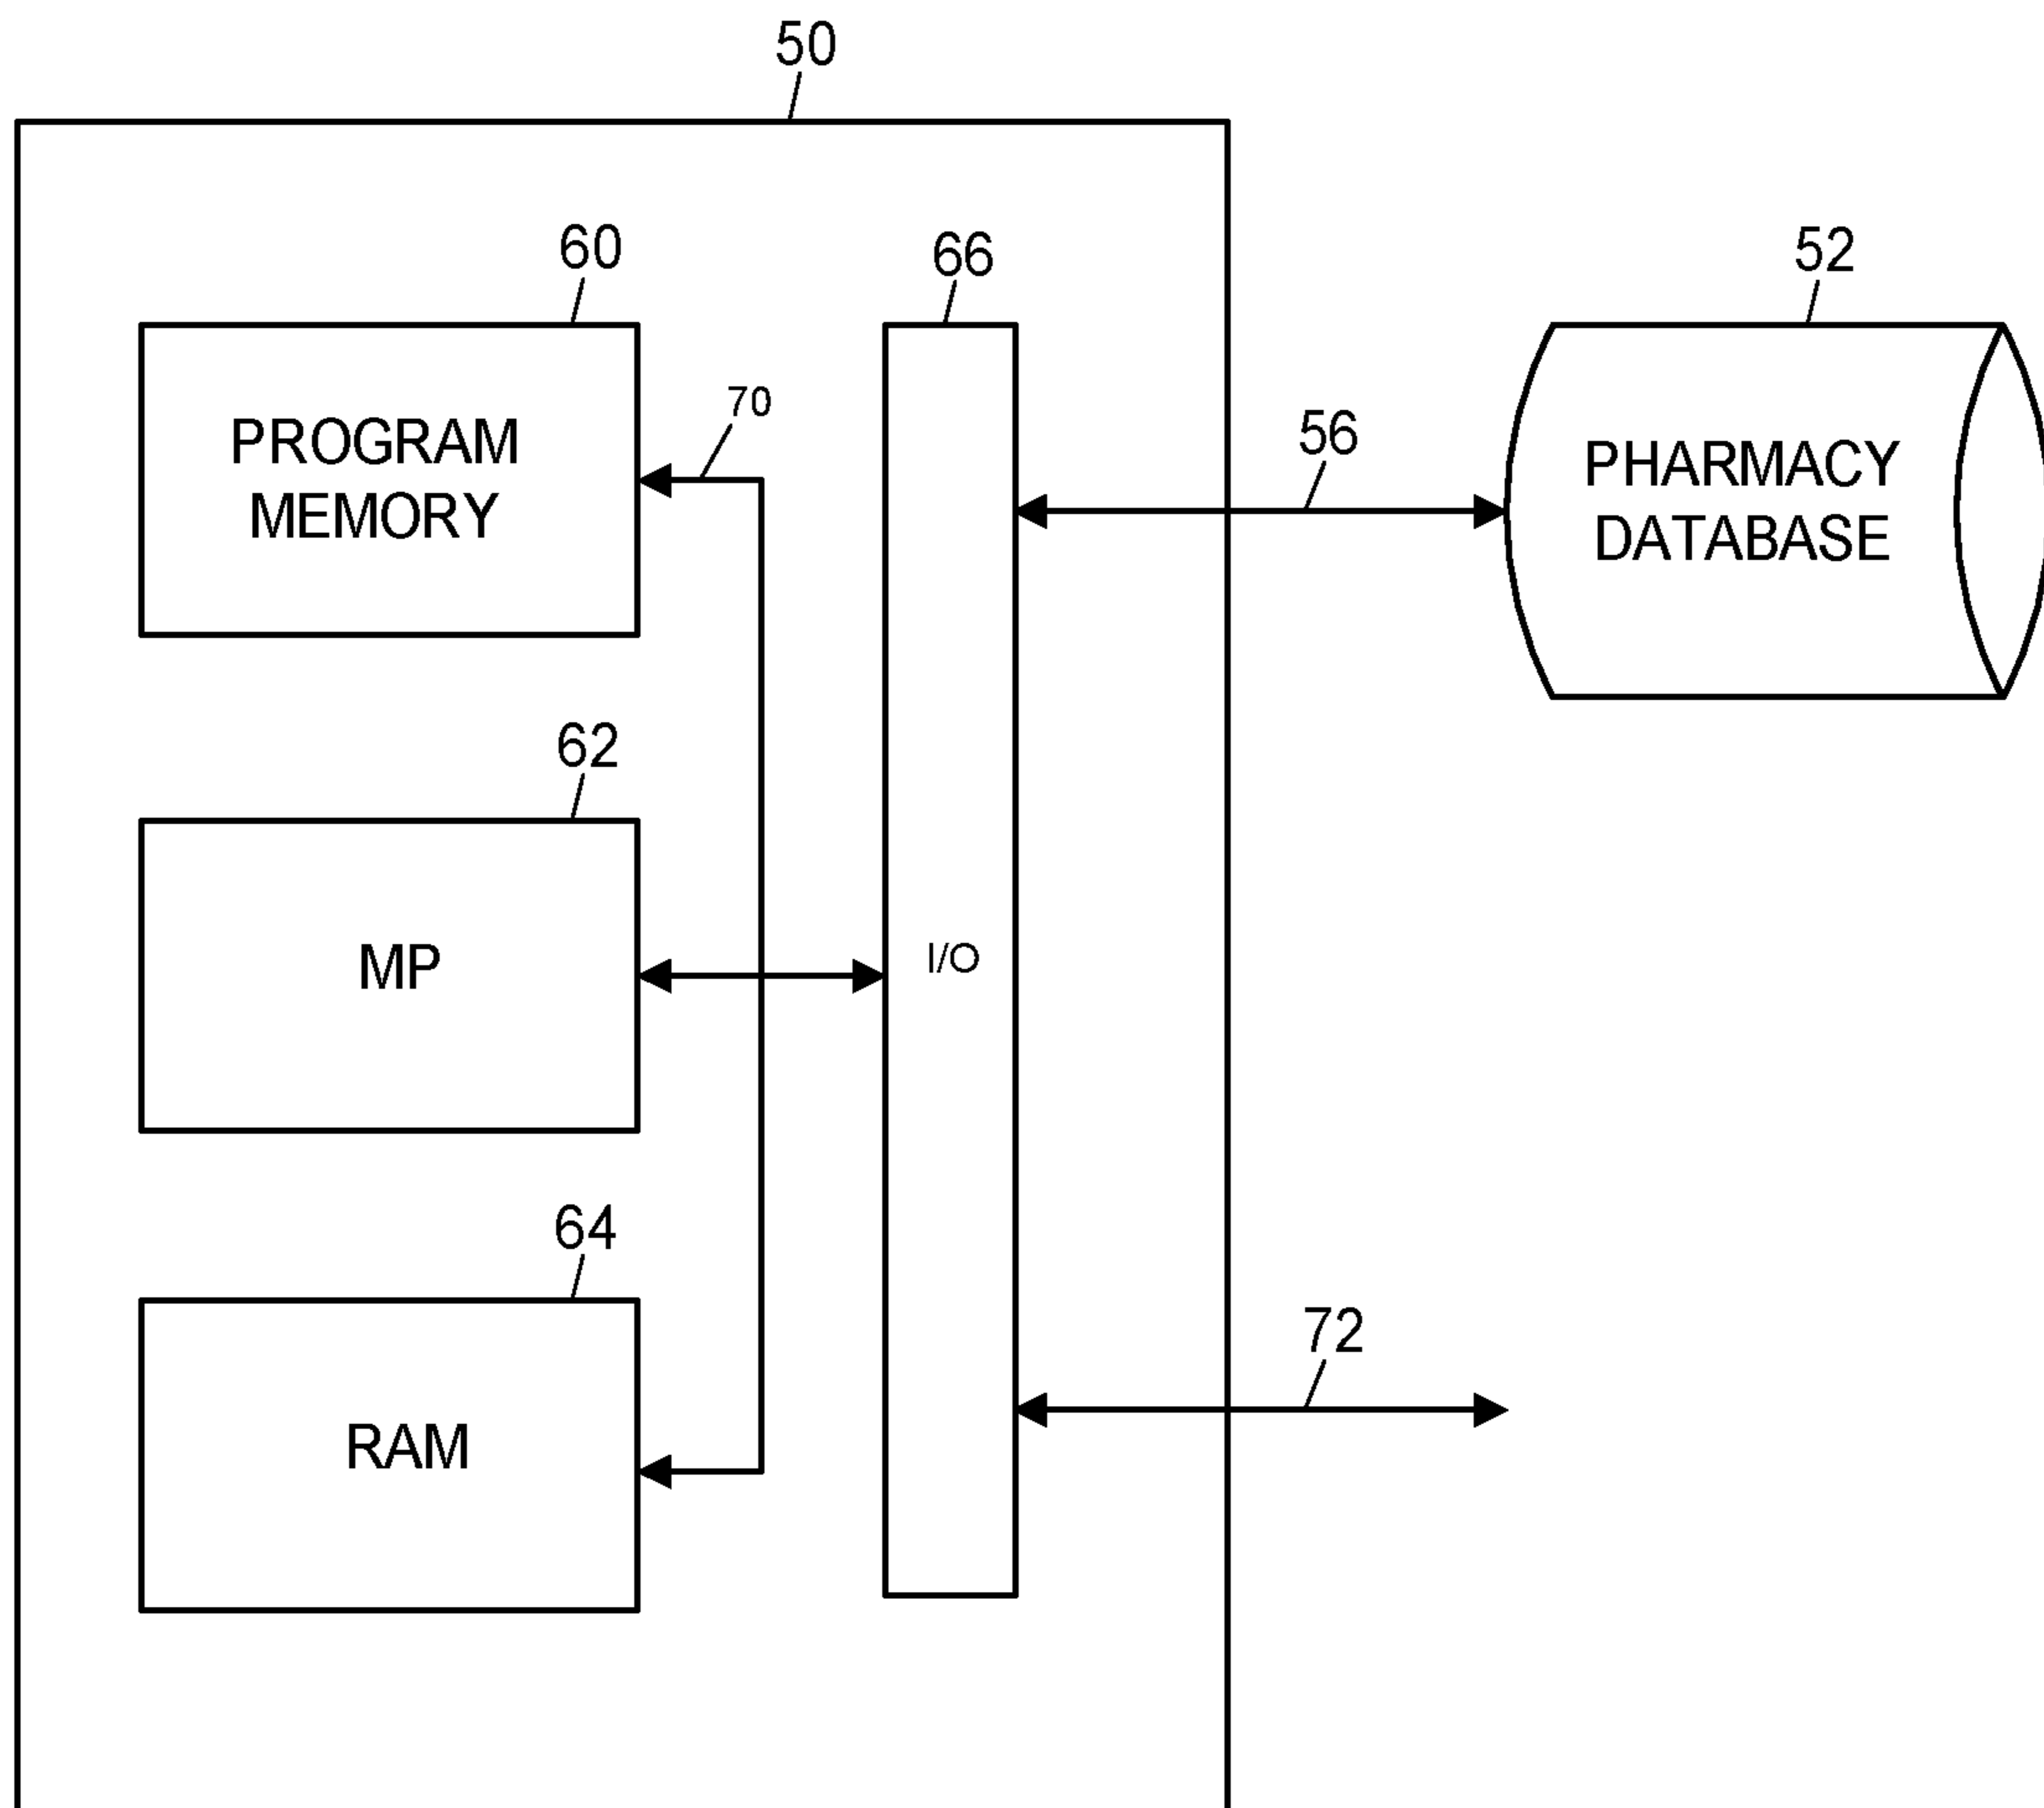 50
60
66
52
70
PROGRAM
MEMORY
56
PHARMACY
DATABASE
62
MP
I/O
64
72
RAM